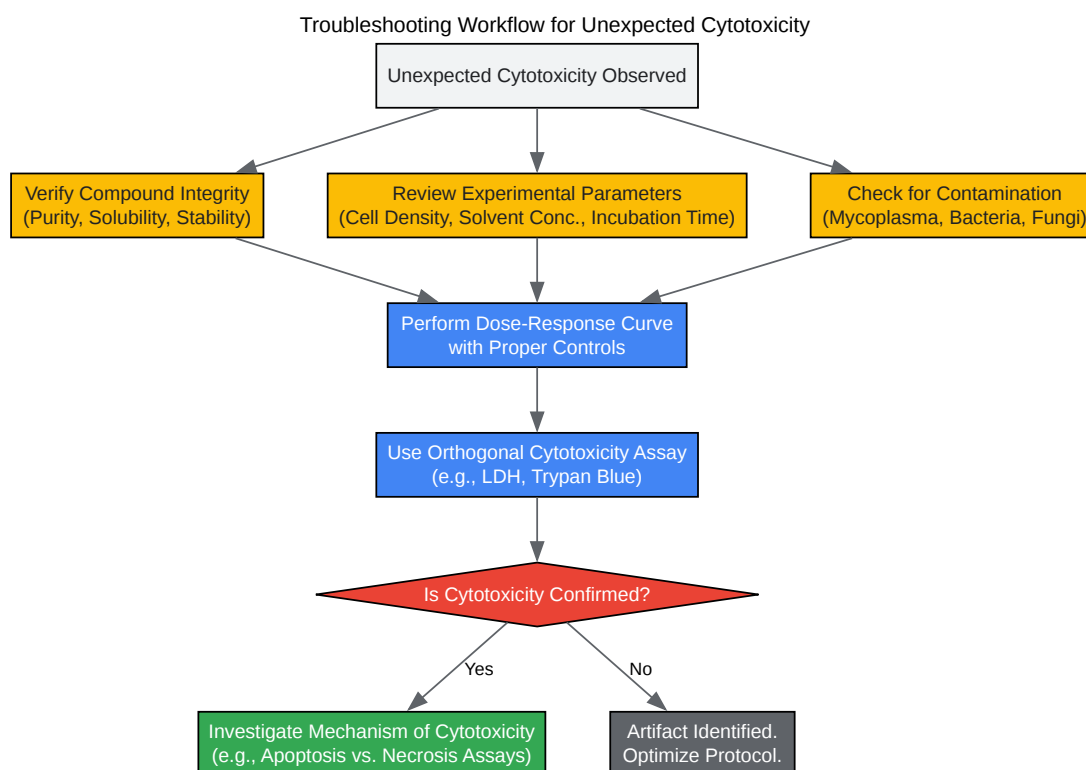 Troubleshooting Workflow for Unexpected Cytotoxicity
Unexpected Cytotoxicity Observed
Verify Compound Integrity
(Purity, Solubility, Stability)
Review Experimental Parameters
(Cell Density, Solvent Conc., Incubation Time)
Check for Contamination
(Mycoplasma, Bacteria, Fungi)
Perform Dose-Response Curve
with Proper Controls
Use Orthogonal Cytotoxicity Assay
(e.g., LDH, Trypan Blue)
Is Cytotoxicity Confirmed?
Yes
No
Investigate Mechanism of Cytotoxicity
(e.g., Apoptosis vs. Necrosis Assays)
Artifact Identified.
Optimize Protocol.